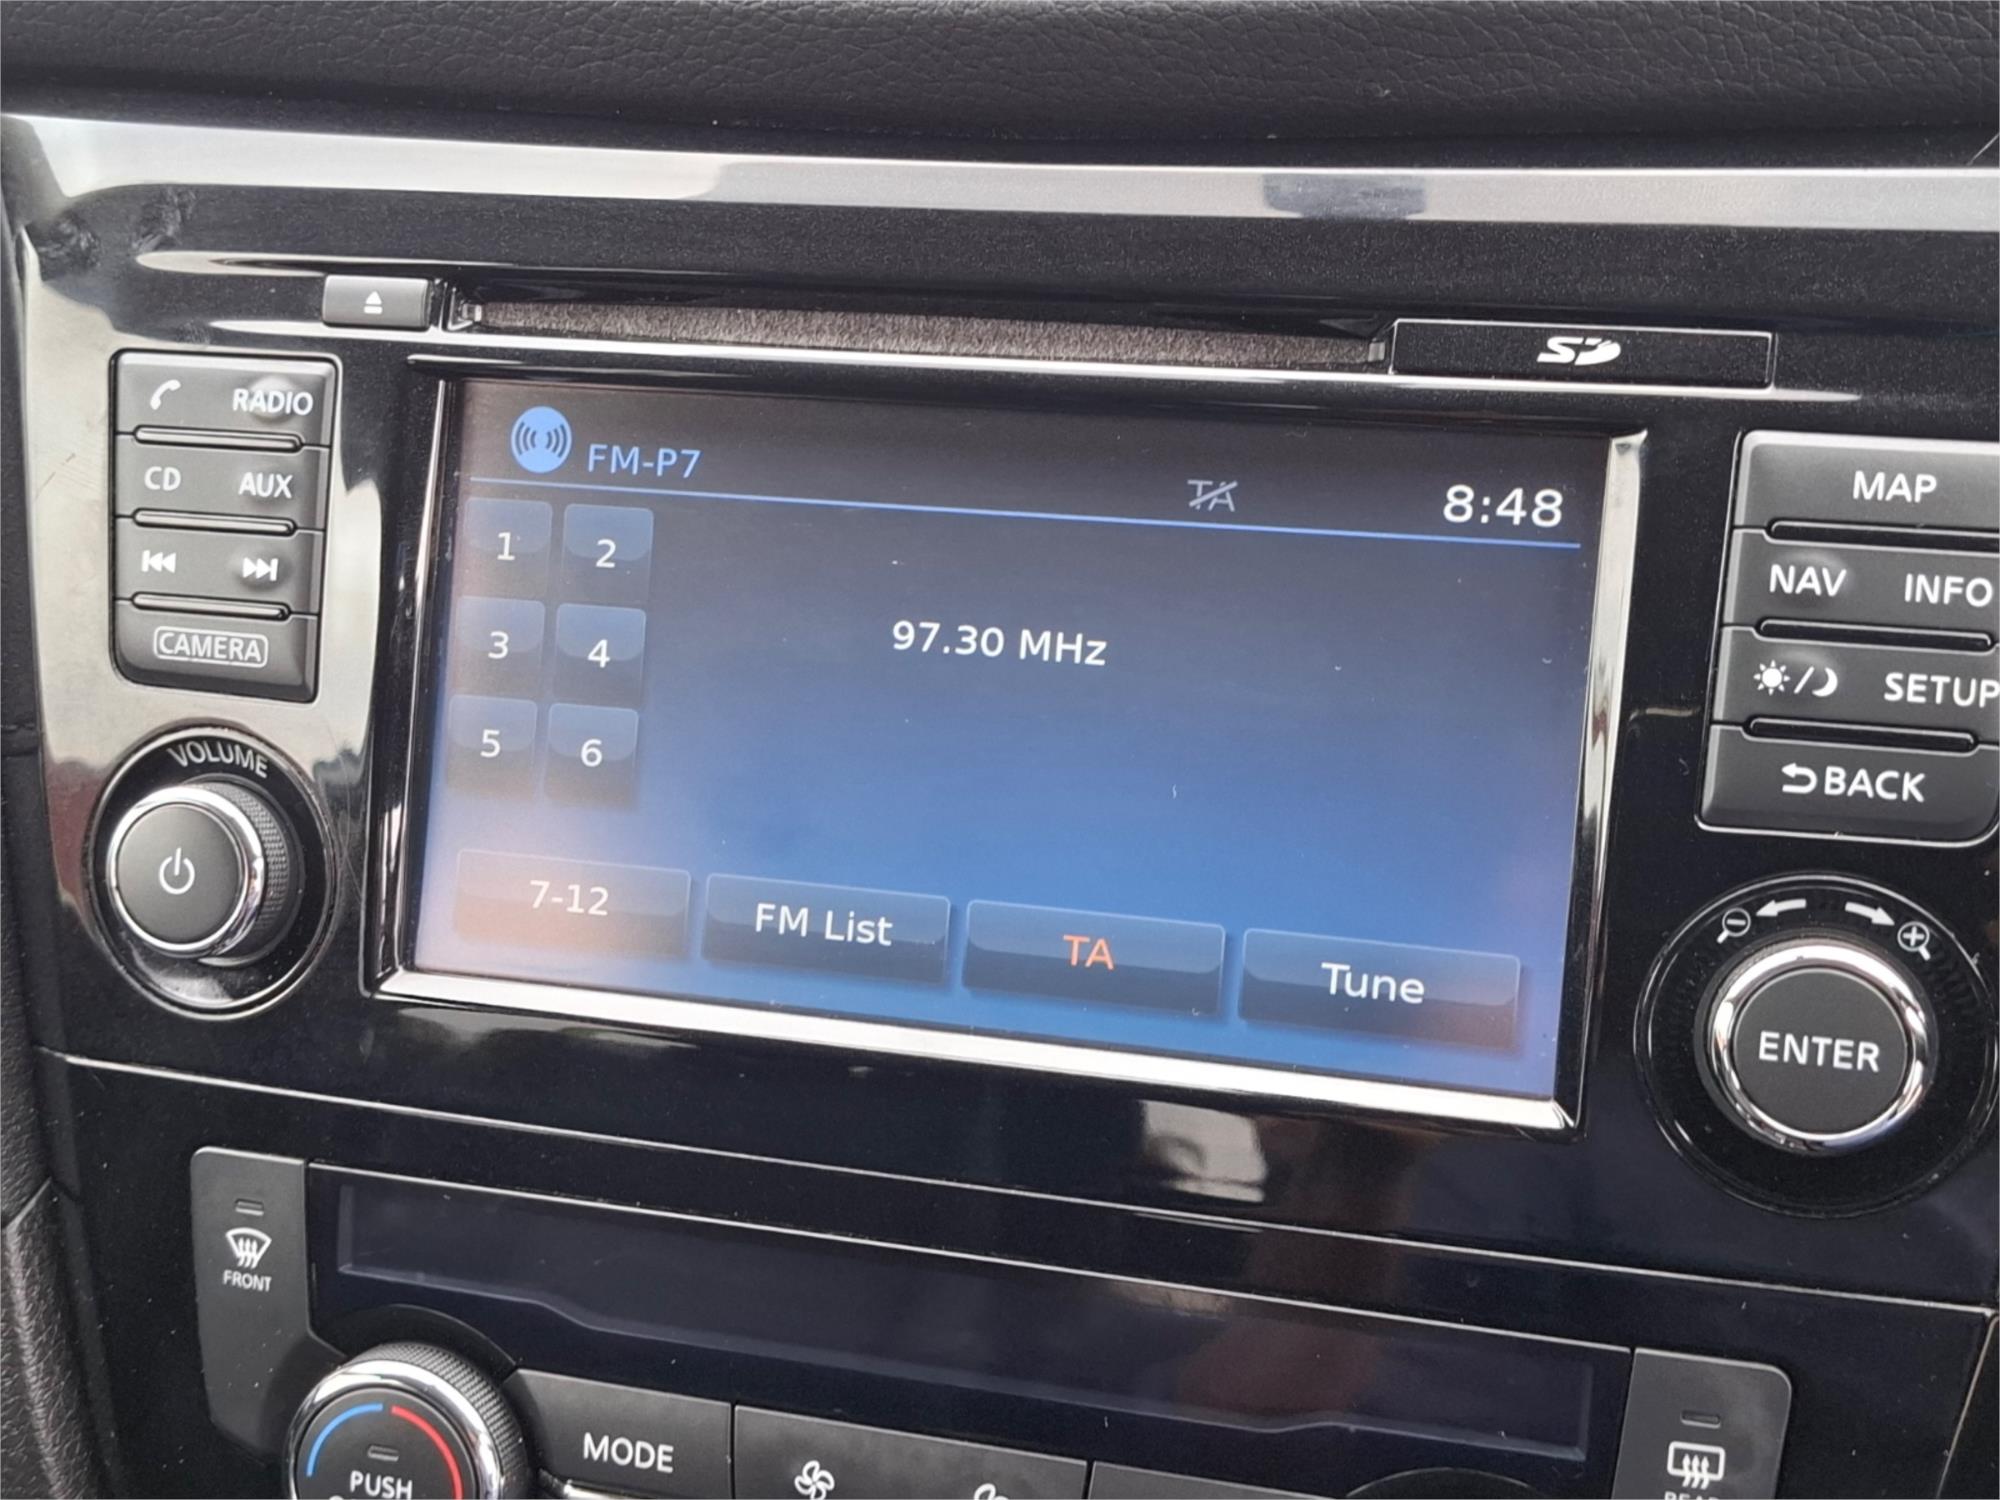 SD
RADIO
CD AUX
CAMERA
VOLUME
FM-P7
TA
8:48
1 2
3 4
5 6
97.30 MHz
7-12
FM List
TA
Tune
MAP
NAV INFO
SETUP
BACK
ENTER
FRONT
MODE
PUSH